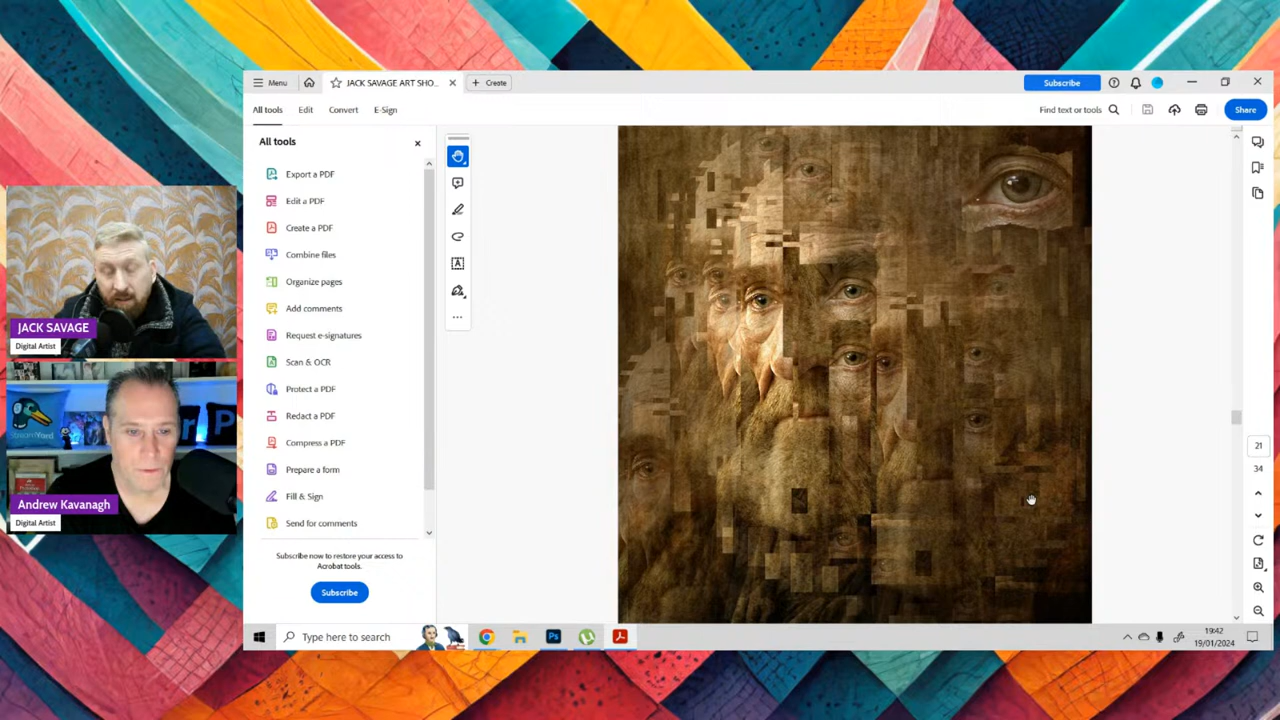 Menu
JACK SAVAGE ART SHO...
Create
Subscribe
All tools
Edit
Convert
E-Sign
Find text or tools
Share
All tools
Export a PDF
Edit a PDF
Create a PDF
Combine files
Organize pages
Add comments
Request e-signatures
Scan & OCR
Protect a PDF
Redact a PDF
Compress a PDF
Prepare a form
Fill & Sign
Send for comments
Subscribe now to restore your access to
Acrobat tools.
Subscribe
21
34
JACK SAVAGE
Digital Artist
StreamYard
Andrew Kavanagh
Digital Artist
Type here to search
Ps
19:42
19/01/2024